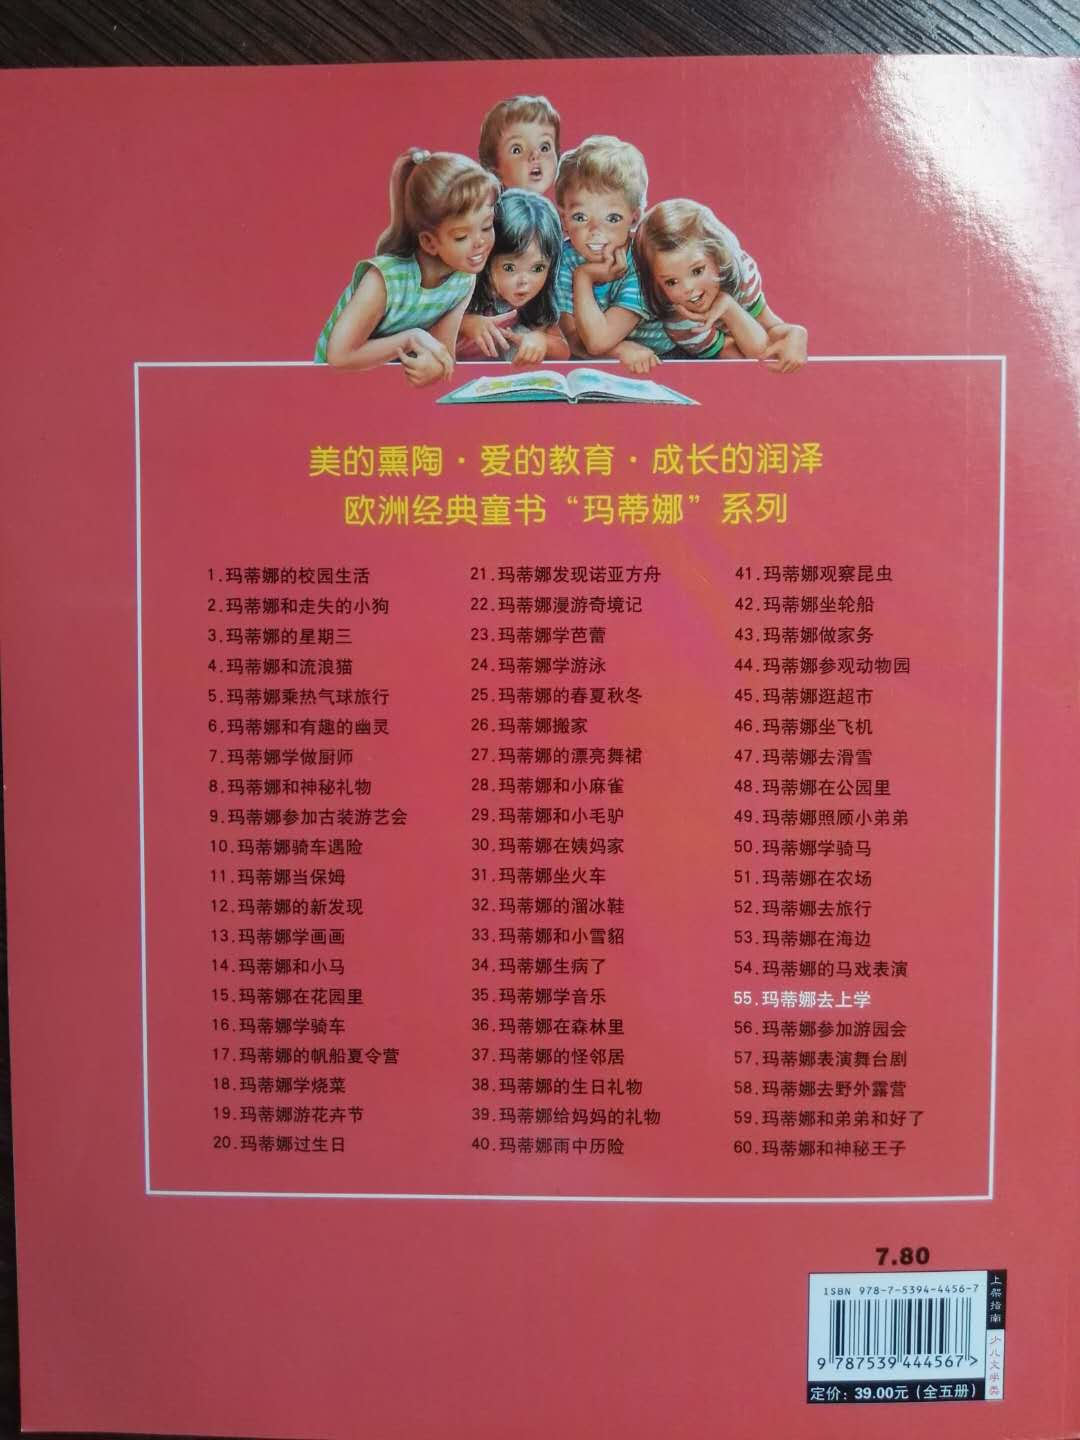 美的熏陶·爱的教育·成长的润泽
欧洲经典童书“玛蒂娜”系列
1.玛蒂娜的校园生活
2.玛蒂娜和走失的小狗
3.玛蒂娜的星期三
4.玛蒂娜和流浪猫
5.玛蒂娜乘热气球旅行
6.玛蒂娜和有趣的幽灵
7.玛蒂娜学做厨师
8.玛蒂娜和神秘礼物
9.玛蒂娜参加古装游艺会
10.玛蒂娜骑车遇险
11.玛蒂娜当保姆
12.玛蒂娜的新发现
13.玛蒂娜学画画
14.玛蒂娜和小马
15.玛蒂娜在花园里
16.玛蒂娜学骑车
17.玛蒂娜的帆船夏令营
18.玛蒂娜学烧菜
19.玛蒂娜游花卉节
20.玛蒂娜过生日
21.玛蒂娜发现诺亚方舟
22.玛蒂娜漫游奇境记
23.玛蒂娜学芭蕾
24.玛蒂娜学游泳
25.玛蒂娜的春夏秋冬
26.玛蒂娜搬家
27.玛蒂娜的漂亮舞裙
28.玛蒂娜和小麻雀
29.玛蒂娜和小毛驴
30.玛蒂娜在姨妈家
31.玛蒂娜坐火车
32.玛蒂娜的溜冰鞋
33.玛蒂娜和小雪貂
34.玛蒂娜生病了
35.玛蒂娜学音乐
36.玛蒂娜在森林里
37.玛蒂娜的怪邻居
38.玛蒂娜的生日礼物
39.玛蒂娜给妈妈的礼物
40.玛蒂娜雨中历险
41.玛蒂娜观察昆虫
42.玛蒂娜坐轮船
43.玛蒂娜做家务
44.玛蒂娜参观动物园
45.玛蒂娜逛超市
46.玛蒂娜坐飞机
47.玛蒂娜去滑雪
48.玛蒂娜在公园里
49.玛蒂娜照顾小弟弟
50.玛蒂娜学骑马
51.玛蒂娜在农场
52.玛蒂娜去旅行
53.玛蒂娜在海边
54.玛蒂娜的马戏表演
55.玛蒂娜去上学
56.玛蒂娜参加游园会
57.玛蒂娜表演舞台剧
58.玛蒂娜去野外露营
59.玛蒂娜和弟弟和好了
60.玛蒂娜和神秘王子
7.80
ISBN 978-7-5394-4456-7
9 787539 444567>
定价：39.00元（全五册）
上架指南
少儿文学类